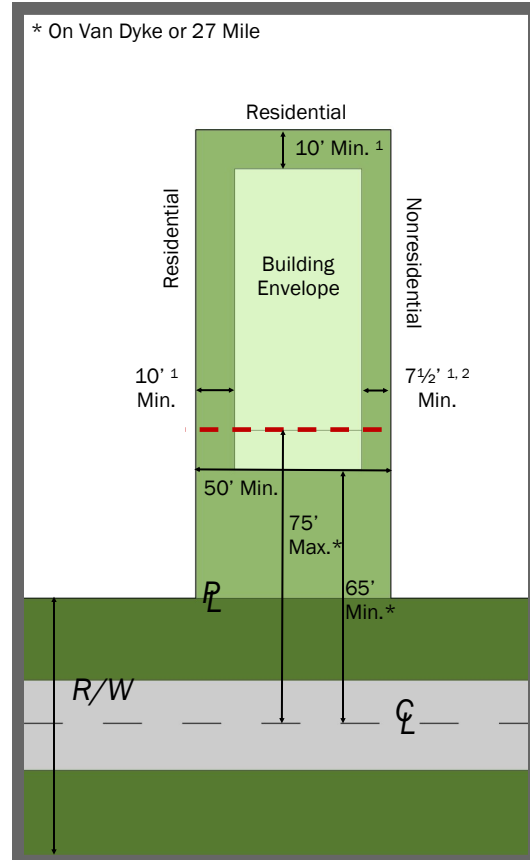 * On Van Dyke or 27 Mile
Residential
10’ Min. ¹
Residential
Nonresidential
Building
Envelope
10’ ¹
Min.
7½’ ¹, ²
Min.
50’ Min.
75’
Max.*
65’
Min.*
PL
R/W
CL